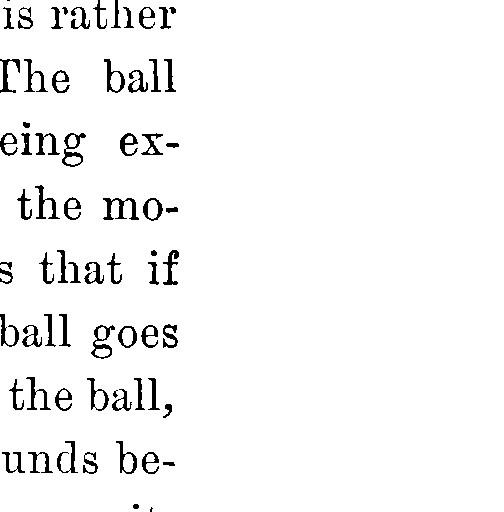 is rather
The ball
eing ex-
the mo-
s that if
ball goes
the ball,
unds be-